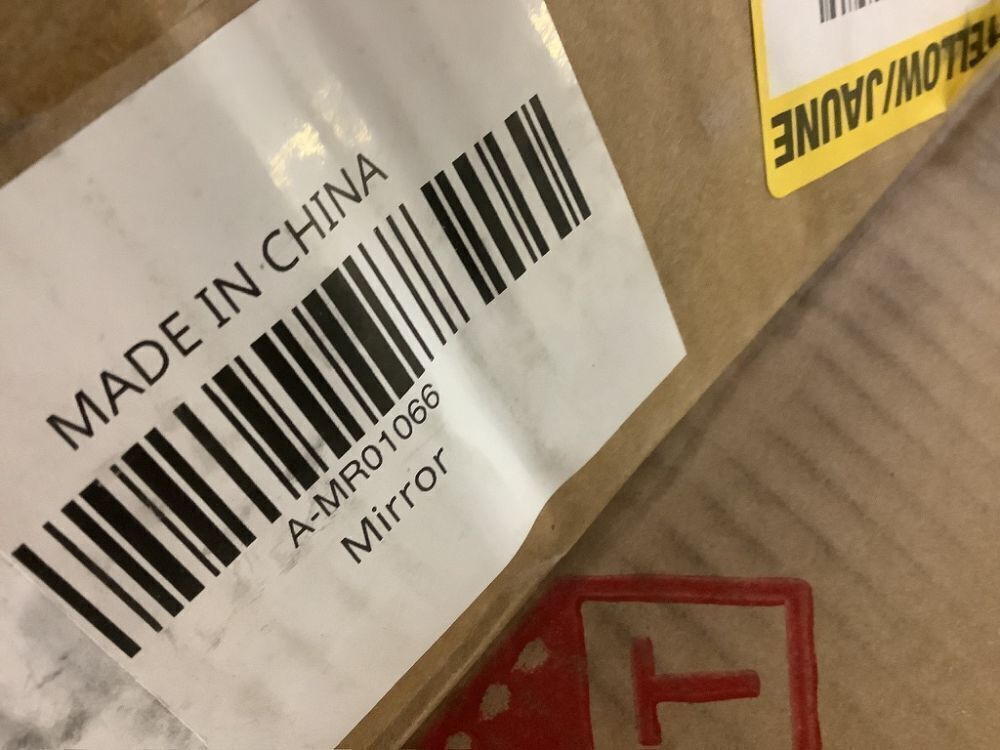 MADE IN CHINA
A-MR01066
Mirror
YELLOW/JAUNE
T